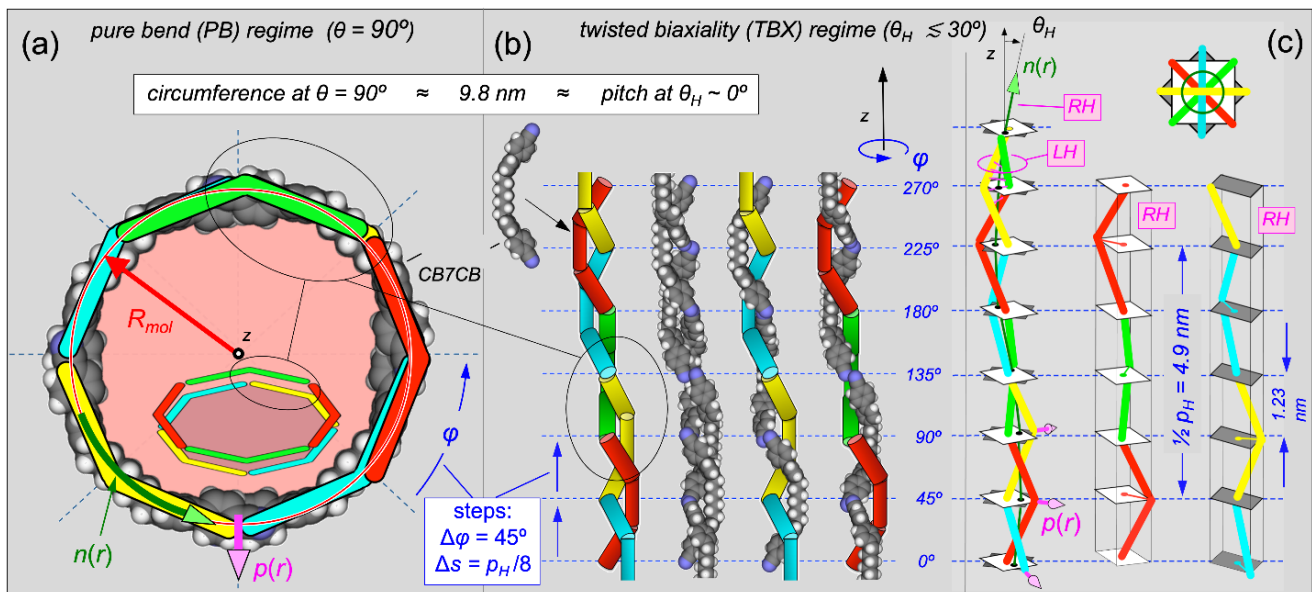 (a)
pure bend (PB) regime (θ = 90º)
(b)
twisted biaxiality (TBX) regime (θH ≲ 30º)
(c)
circumference at θ = 90º ≈ 9.8 nm ≈ pitch at θH ~ 0º
Rmol
z
CB7CB
φ
n(r)
p(r)
steps:
Δφ = 45º
Δs = pH/8
z
φ
270º
225º
180º
135º
90º
45º
0º
z
θH
n(r)
RH
LH
RH
RH
½ pH = 4.9 nm
1.23
nm
p(r)